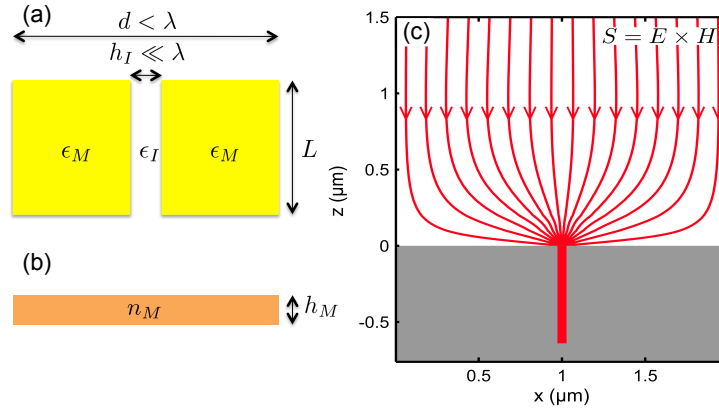 (a)
d < λ
h_I ≪ λ
ϵ_M
ϵ_I
ϵ_M
L
(b)
n_M
h_M
(c)
S = E × H
1.5
1
0.5
0
-0.5
z (µm)
0.5
1
1.5
x (µm)